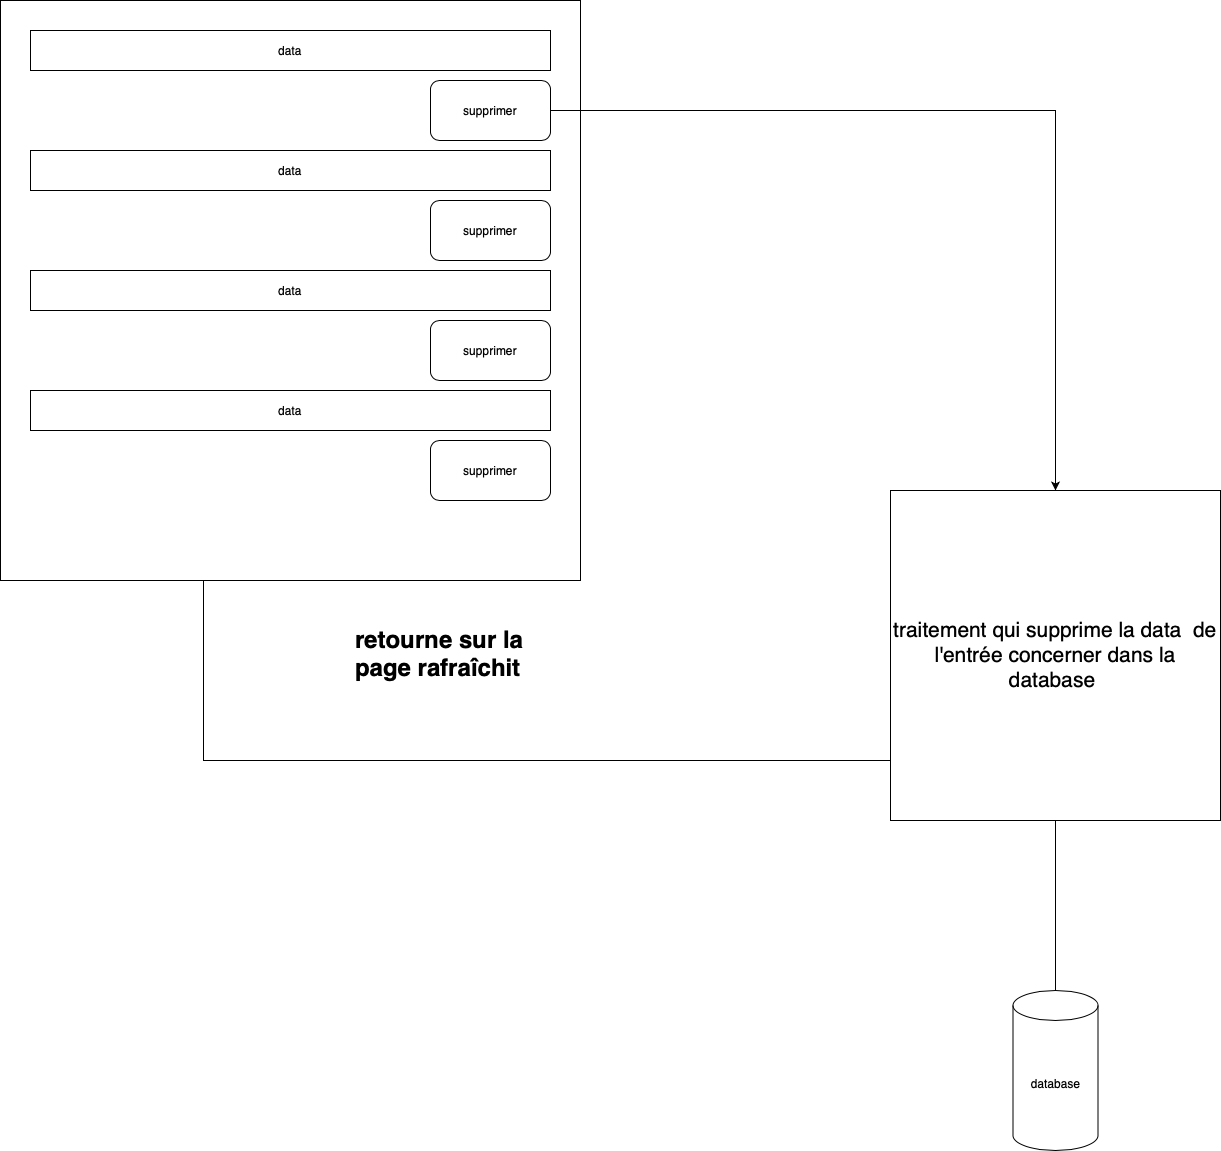 data
supprimer
data
supprimer
data
supprimer
data
supprimer
retourne sur la
page rafraîchit
traitement qui supprime la data  de
l'entrée concerner dans la
database
database